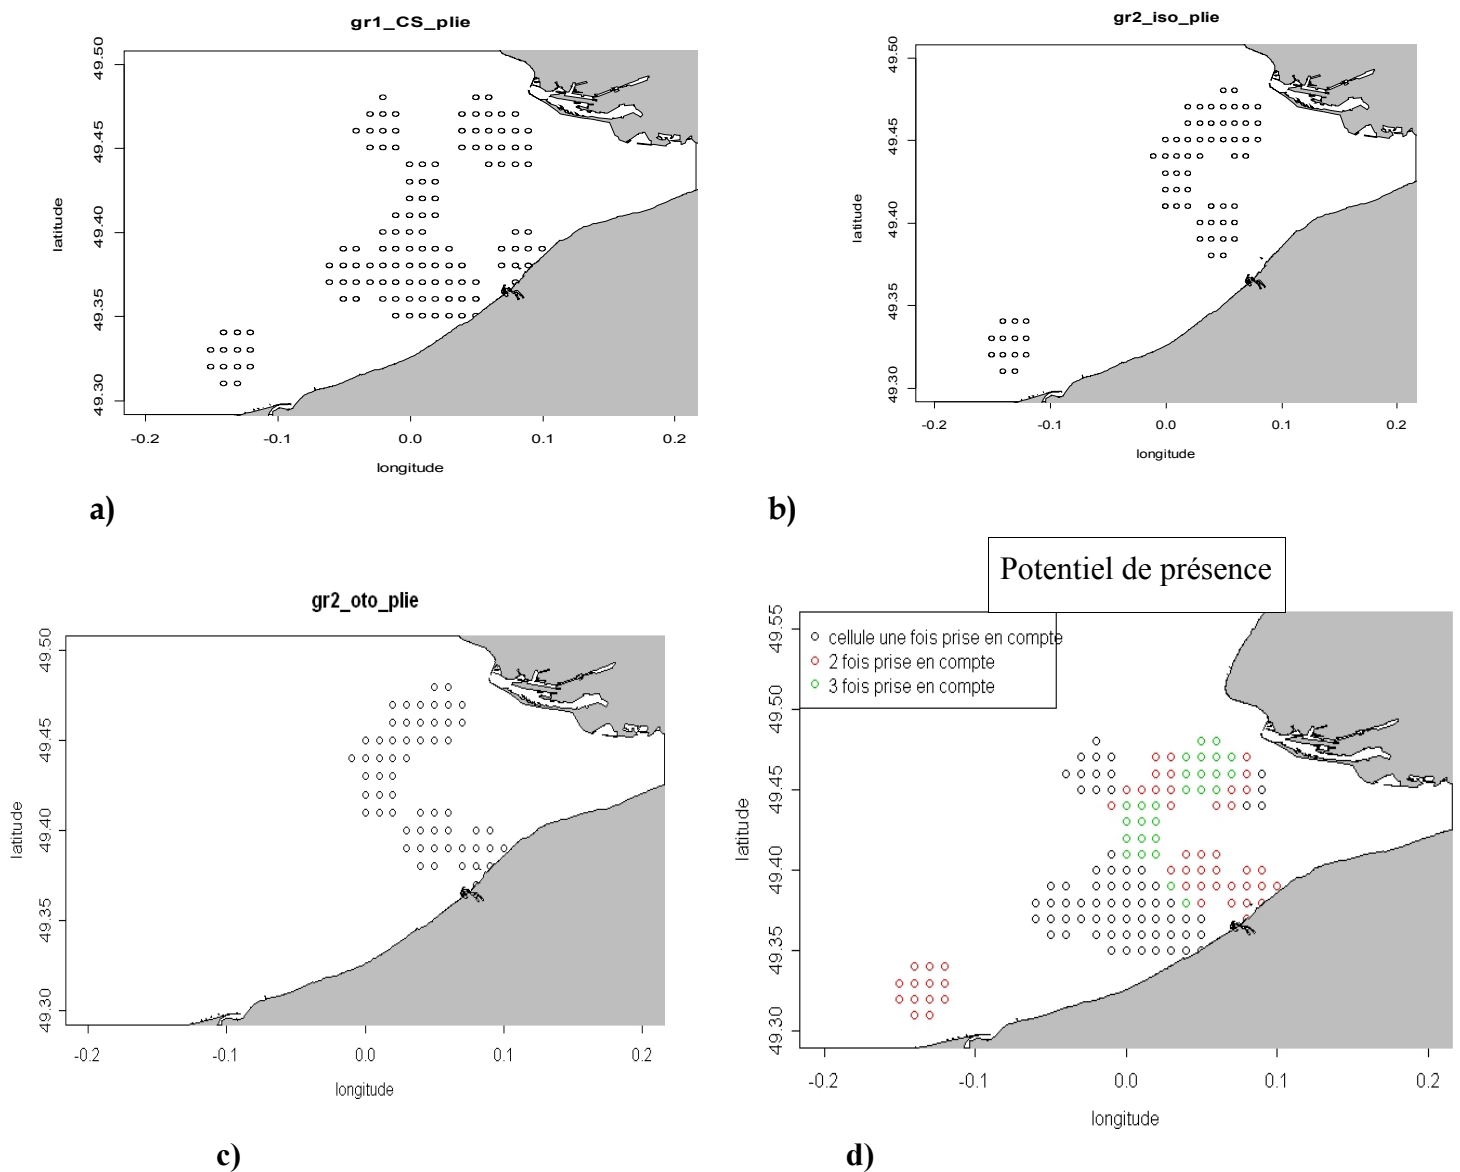 gr1_CS_plie
49.50
49.45
49.40
49.35
49.30
latitude
-0.2
-0.1
0.0
0.1
0.2
longitude
a)
gr2_iso_plie
49.50
49.45
49.40
49.35
49.30
latitude
-0.2
-0.1
0.0
0.1
0.2
longitude
b)
gr2_oto_plie
49.50
49.45
49.40
49.35
49.30
latitude
-0.2
-0.1
0.0
0.1
0.2
longitude
c)
Potentiel de présence
cellule une fois prise en compte
2 fois prise en compte
3 fois prise en compte
49.55
49.50
49.45
49.40
49.35
49.30
latitude
-0.2
-0.1
0.0
0.1
0.2
longitude
d)